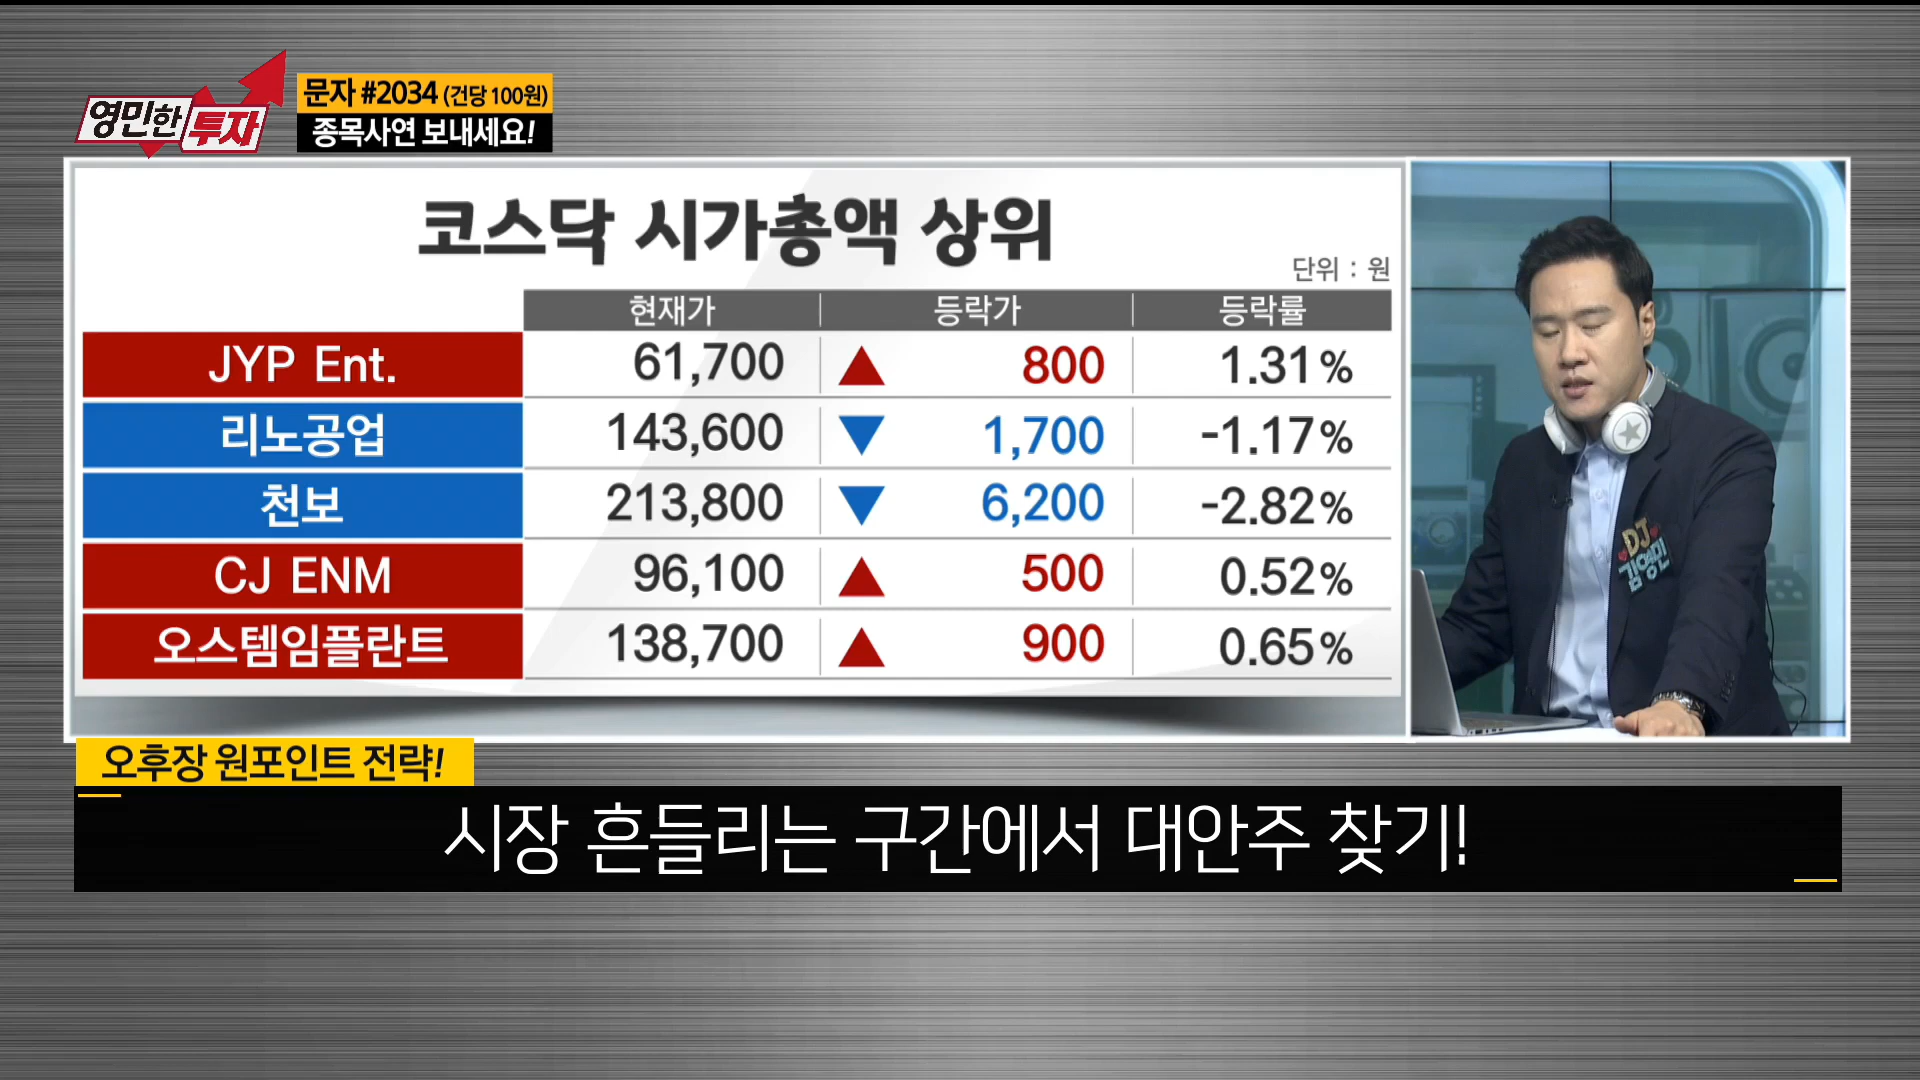 영민한 투자
문자 #2034 (건당 100원)
종목사연 보내세요!
코스닥 시가총액 상위
단위 : 원
현재가 등락가 등락률
JYP Ent. 61,700 ▲ 800 1.31%
리노공업 143,600 ▼ 1,700 -1.17%
천보 213,800 ▼ 6,200 -2.82%
CJ ENM 96,100 ▲ 500 0.52%
오스템임플란트 138,700 ▲ 900 0.65%
DJ
김영민
오후장 원포인트 전략!
시장 흔들리는 구간에서 대안주 찾기!